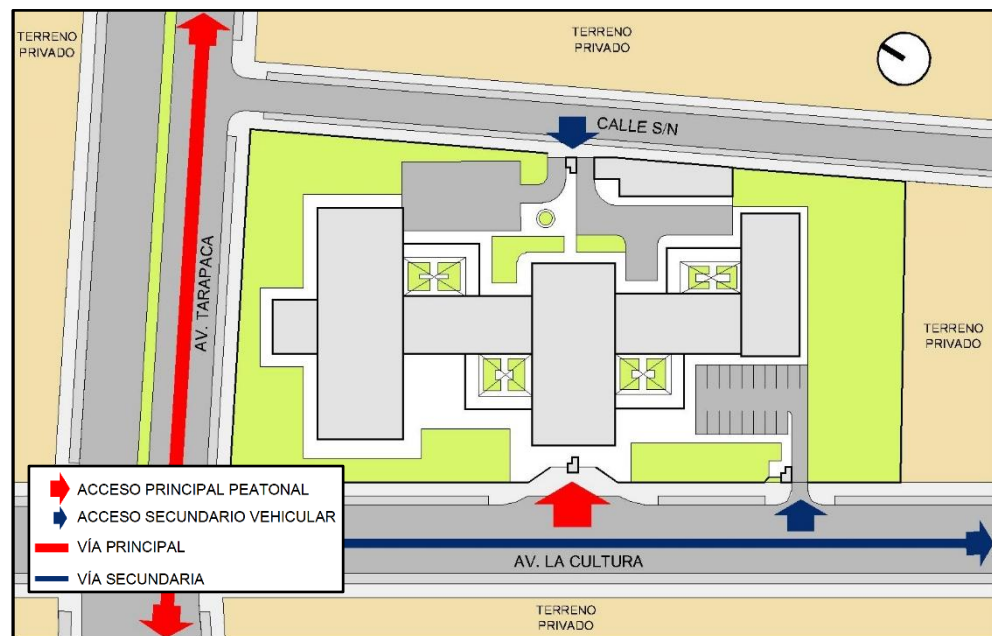 TERRENO
PRIVADO
TERRENO
PRIVADO
CALLE S/N
AV. TARAPACA
TERRENO
PRIVADO
ACCESO PRINCIPAL PEATONAL
ACCESO SECUNDARIO VEHICULAR
VÍA PRINCIPAL
VÍA SECUNDARIA
AV. LA CULTURA
TERRENO
PRIVADO